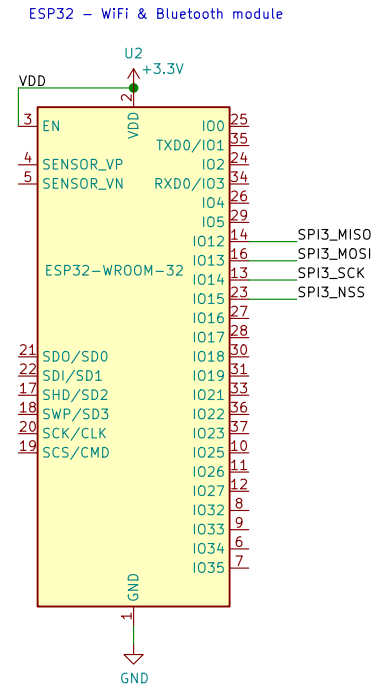 ESP32 - WiFi & Bluetooth module
U2
+3.3V
VDD
2
VDD
3 EN
4 SENSOR_VP
5 SENSOR_VN
IO0 25
TXD0/IO1 35
IO2 24
RXD0/IO3 34
IO4 26
IO5 29
IO12 14 SPI3_MISO
IO13 16 SPI3_MOSI
IO14 13 SPI3_SCK
IO15 23 SPI3_NSS
ESP32-WROOM-32
IO16 27
IO17 28
21 SDO/SD0 IO18 30
22 SDI/SD1 IO19 31
17 SHD/SD2 IO21 33
18 SWP/SD3 IO22 36
20 SCK/CLK IO23 37
19 SCS/CMD IO25 10
IO26 11
IO27 12
IO32 8
IO33 9
IO34 6
IO35 7
GND
1
GND